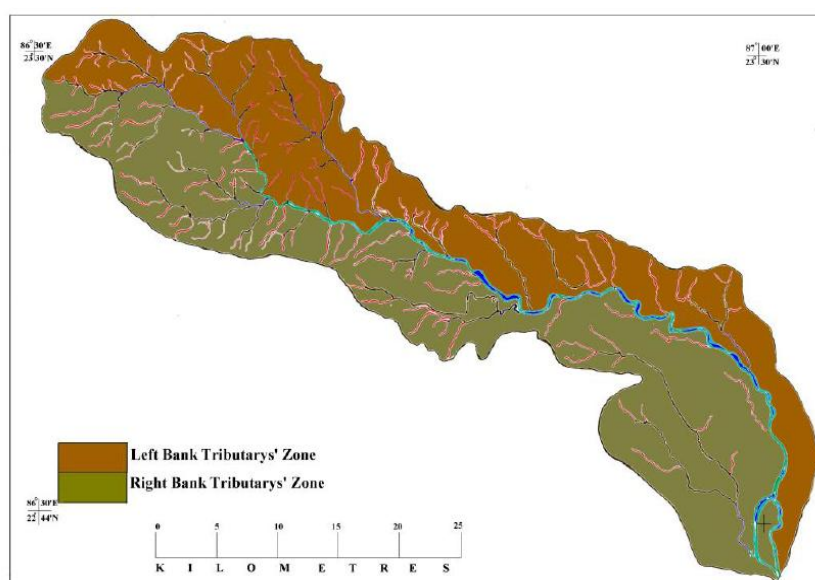 86°30'E
23°30'N
87°00'E
23°30'N
Left Bank Tributarys' Zone
Right Bank Tributarys' Zone
86°30'E
22°44'N
0 5 10 15 20 25
K I L O M E T R E S